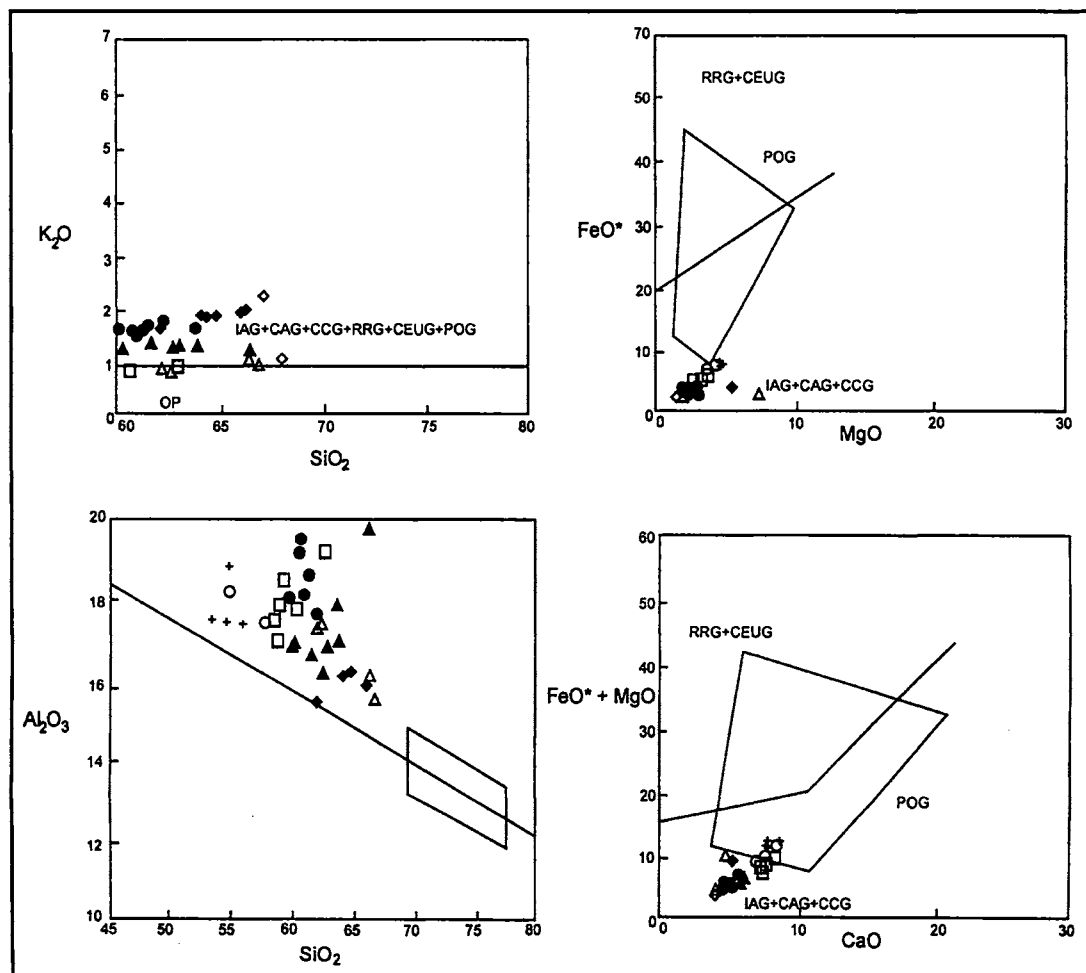 7
6
5
4
3
2
1
0
K2O
IAG+CAG+CCG+RRG+CEUG+POG
OP
60 65 70 75 80
SiO2
70
60
50
40
30
20
10
0
FeO*
RRG+CEUG
POG
IAG+CAG+CCG
0 10 20 30
MgO
20
18
16
14
12
10
Al2O3
45 50 55 60 65 70 75 80
SiO2
60
50
40
30
20
10
0
FeO* + MgO
RRG+CEUG
POG
IAG+CAG+CCG
0 10 20 30
CaO